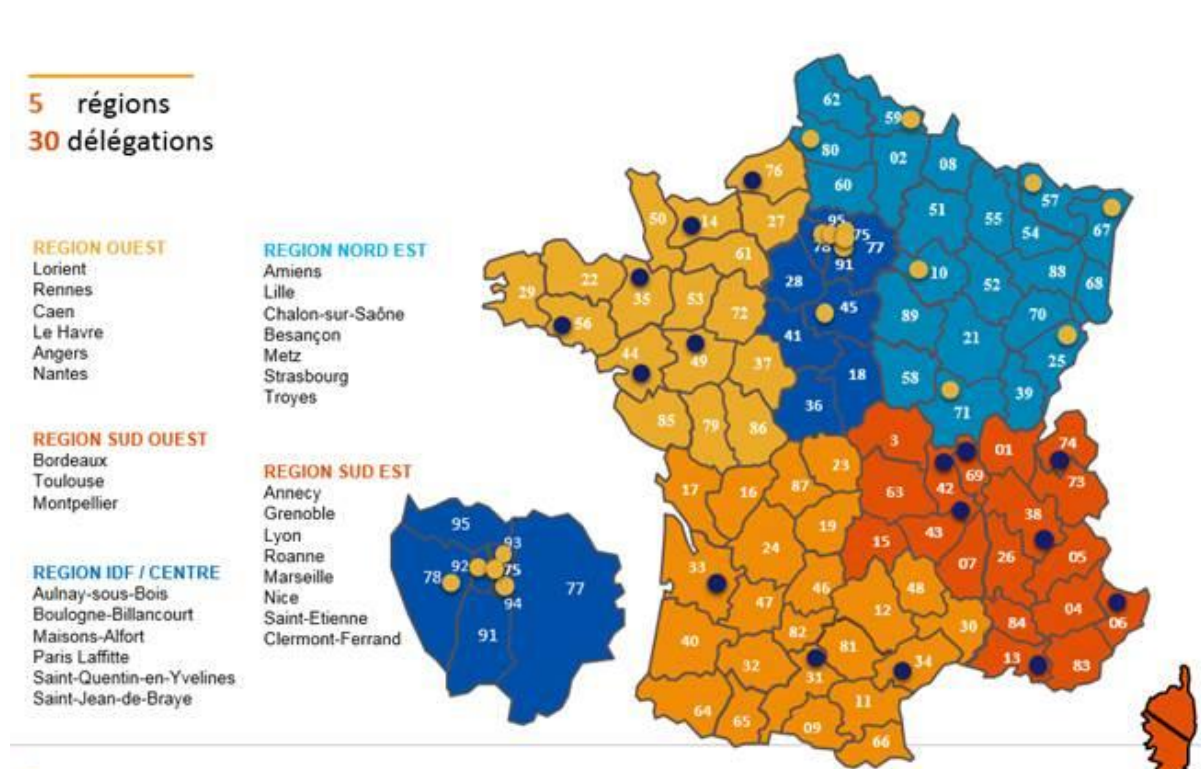 5 régions
30 délégations
REGION OUEST
Lorient
Rennes
Caen
Le Havre
Angers
Nantes
REGION NORD EST
Amiens
Lille
Chalon-sur-Saône
Besançon
Metz
Strasbourg
Troyes
REGION SUD OUEST
Bordeaux
Toulouse
Montpellier
REGION SUD EST
Annecy
Grenoble
Lyon
Roanne
Marseille
Nice
Saint-Etienne
Clermont-Ferrand
REGION IDF / CENTRE
Aulnay-sous-Bois
Boulogne-Billancourt
Maisons-Alfort
Paris Laffitte
Saint-Quentin-en-Yvelines
Saint-Jean-de-Braye
95
93
92
75
78
77
94
91
62
59
80
02
08
76
60
57
50
14
27
51
55
54
67
95
75
78
77
61
91
10
88
68
28
52
29
22
35
53
72
45
89
70
56
41
21
44
49
37
25
18
58
39
36
71
85
79
86
3
01
74
23
69
73
17
16
87
63
42
38
19
43
15
24
26
05
07
33
46
48
47
12
04
06
30
84
82
81
40
32
34
13
83
31
11
64
65
09
66